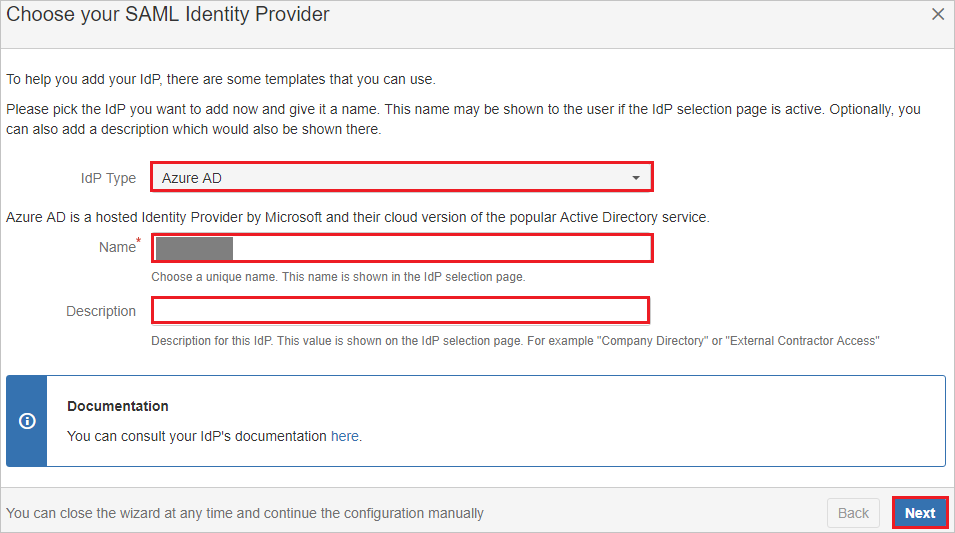 Choose your SAML Identity Provider
To help you add your IdP, there are some templates that you can use.
Please pick the IdP you want to add now and give it a name. This name may be shown to the user if the IdP selection page is active. Optionally, you
can also add a description which would also be shown there.
IdP Type Azure AD
Azure AD is a hosted Identity Provider by Microsoft and their cloud version of the popular Active Directory service.
Name*
Choose a unique name. This name is shown in the IdP selection page.
Description
Description for this IdP. This value is shown on the IdP selection page. For example "Company Directory" or "External Contractor Access"
Documentation
You can consult your IdP's documentation here.
You can close the wizard at any time and continue the configuration manually Back Next